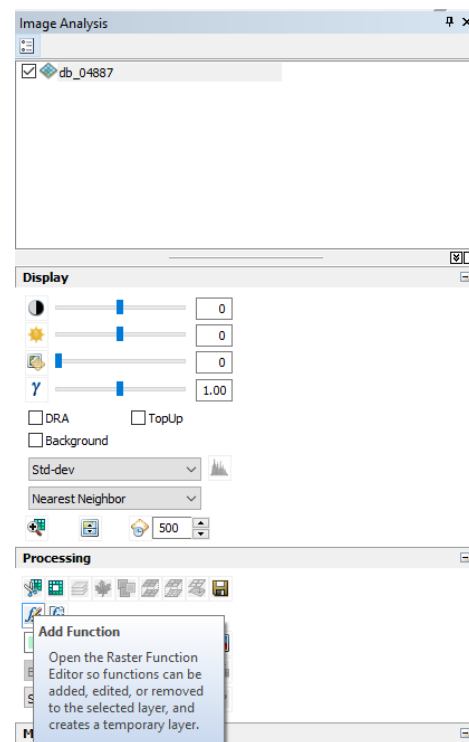 Image Analysis
db_04887
Display
0
0
0
γ 1.00
DRA TopUp
Background
Std-dev
Nearest Neighbor
500
Processing
Add Function
Open the Raster Function
Editor so functions can be
added, edited, or removed
to the selected layer, and
creates a temporary layer.